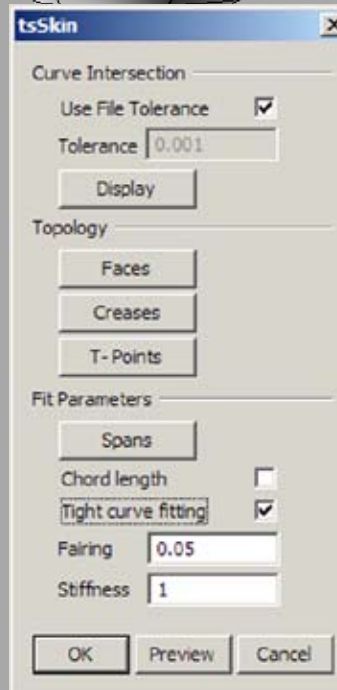 tsSkin
Curve Intersection
Use File Tolerance
Tolerance 0.001
Display
Topology
Faces
Creases
T-Points
Fit Parameters
Spans
Chord length
Tight curve fitting
Fairing 0.05
Stiffness 1
OK Preview Cancel